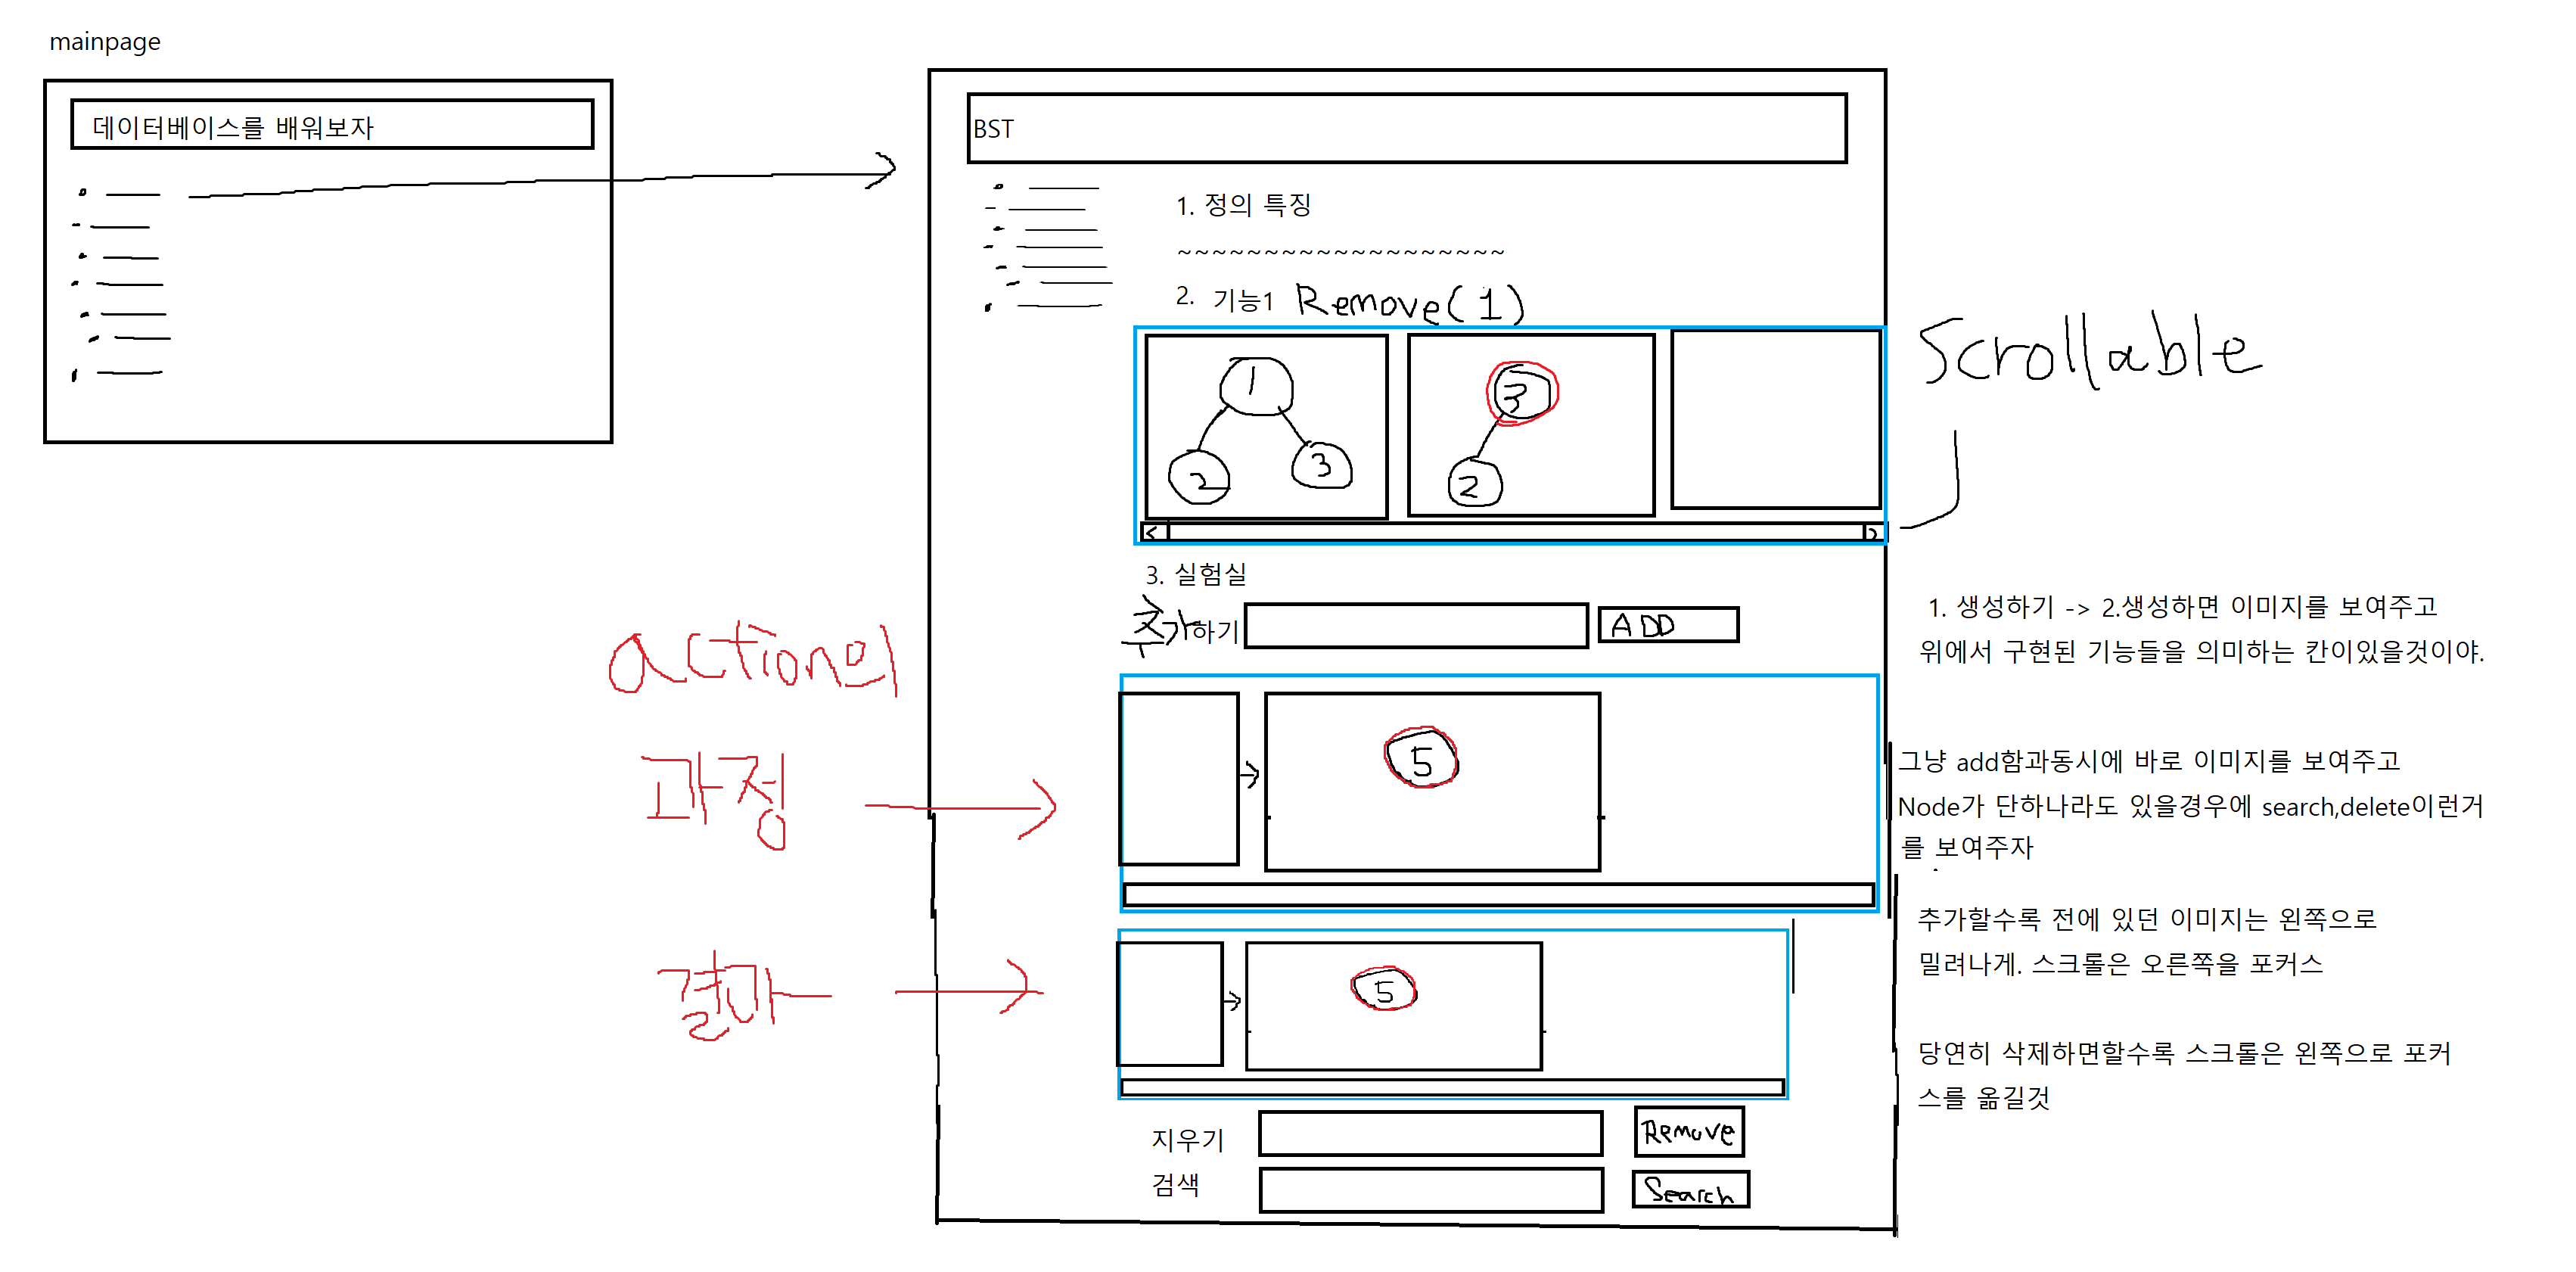 mainpage
데이터베이스를 배워보자
BST
1. 정의 특징
~~~~~~~~~~~~~~~~~~~
2. 기능1 Remove(1)
1
2
3
3
2
<
>
Scrollable
3. 실험실
추가하기
ADD
1. 생성하기 -> 2.생성하면 이미지를 보여주고
위에서 구현된 기능들을 의미하는 칸이있을것이야.
action의
과정
5
그냥 add함과동시에 바로 이미지를 보여주고
Node가 단하나라도 있을경우에 search,delete이런거
를 보여주자
추가할수록 전에 있던 이미지는 왼쪽으로
밀려나게. 스크롤은 오른쪽을 포커스
결과
5
당연히 삭제하면할수록 스크롤은 왼쪽으로 포커
스를 옮길것
지우기
Remove
검색
Search